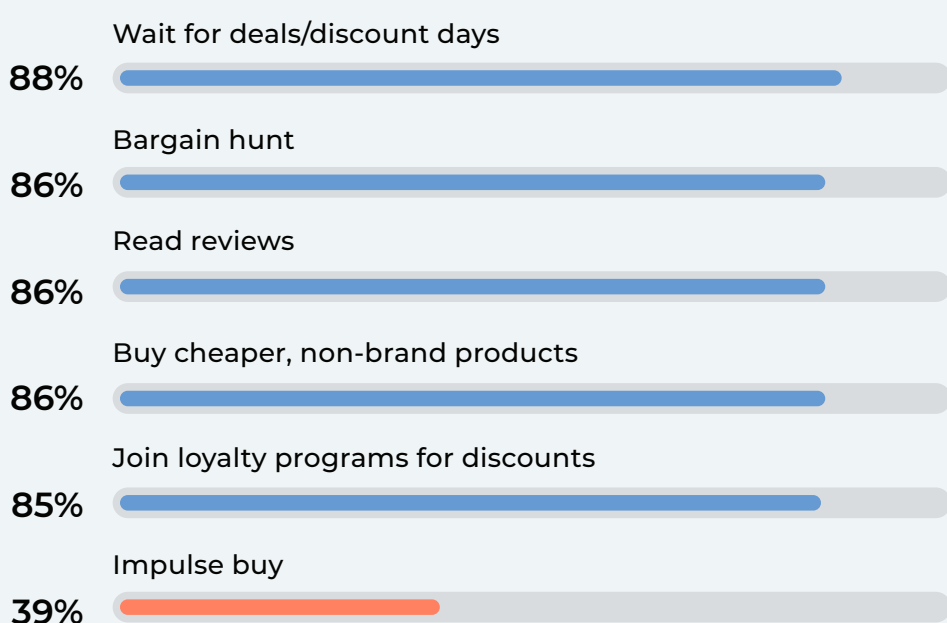 Wait for deals/discount days
88%
Bargain hunt
86%
Read reviews
86%
Buy cheaper, non-brand products
86%
Join loyalty programs for discounts
85%
Impulse buy
39%